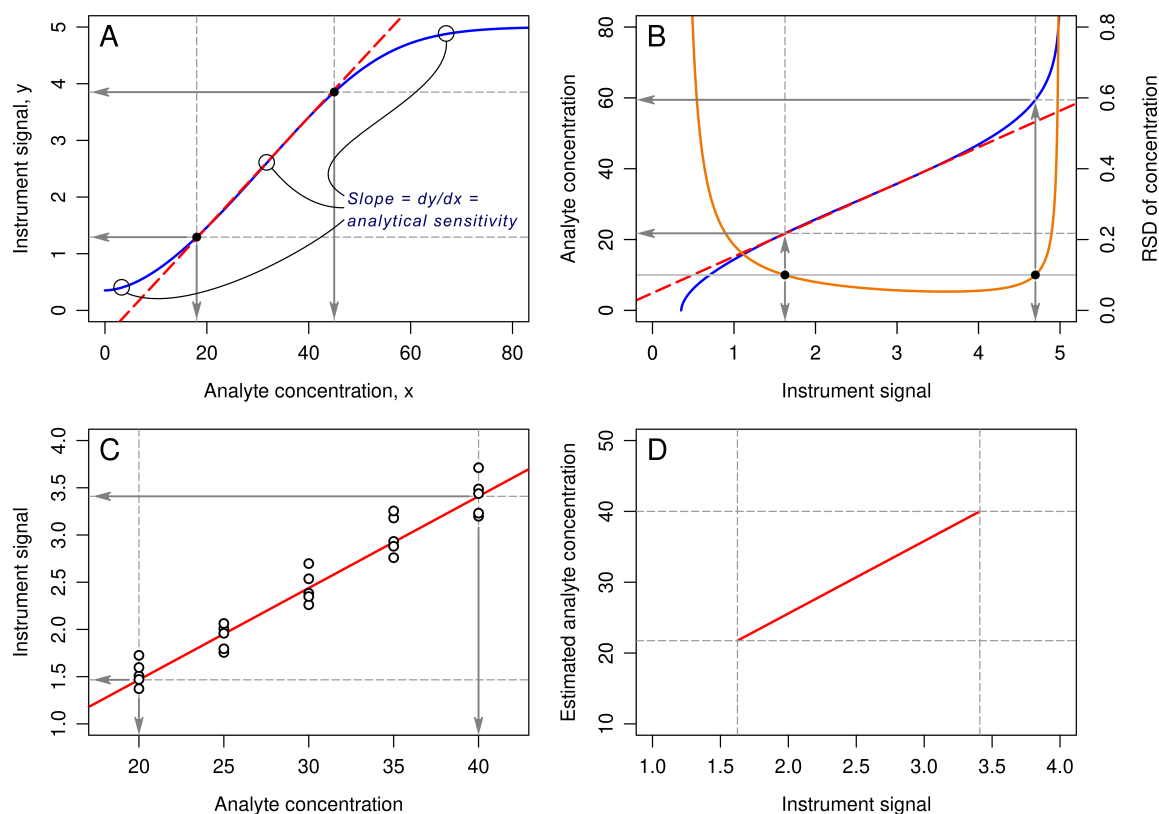 A
Instrument signal, y
5
4
3
2
1
0
Slope = dy/dx =
analytical sensitivity
0 20 40 60 80
Analyte concentration, x
B
Analyte concentration
80
60
40
20
0
0.8
0.6
0.4
0.2
0.0
RSD of concentration
0 1 2 3 4 5
Instrument signal
C
Instrument signal
4.0
3.5
3.0
2.5
2.0
1.5
1.0
20 25 30 35 40
Analyte concentration
D
Estimated analyte concentration
50
40
30
20
10
1.0 1.5 2.0 2.5 3.0 3.5 4.0
Instrument signal